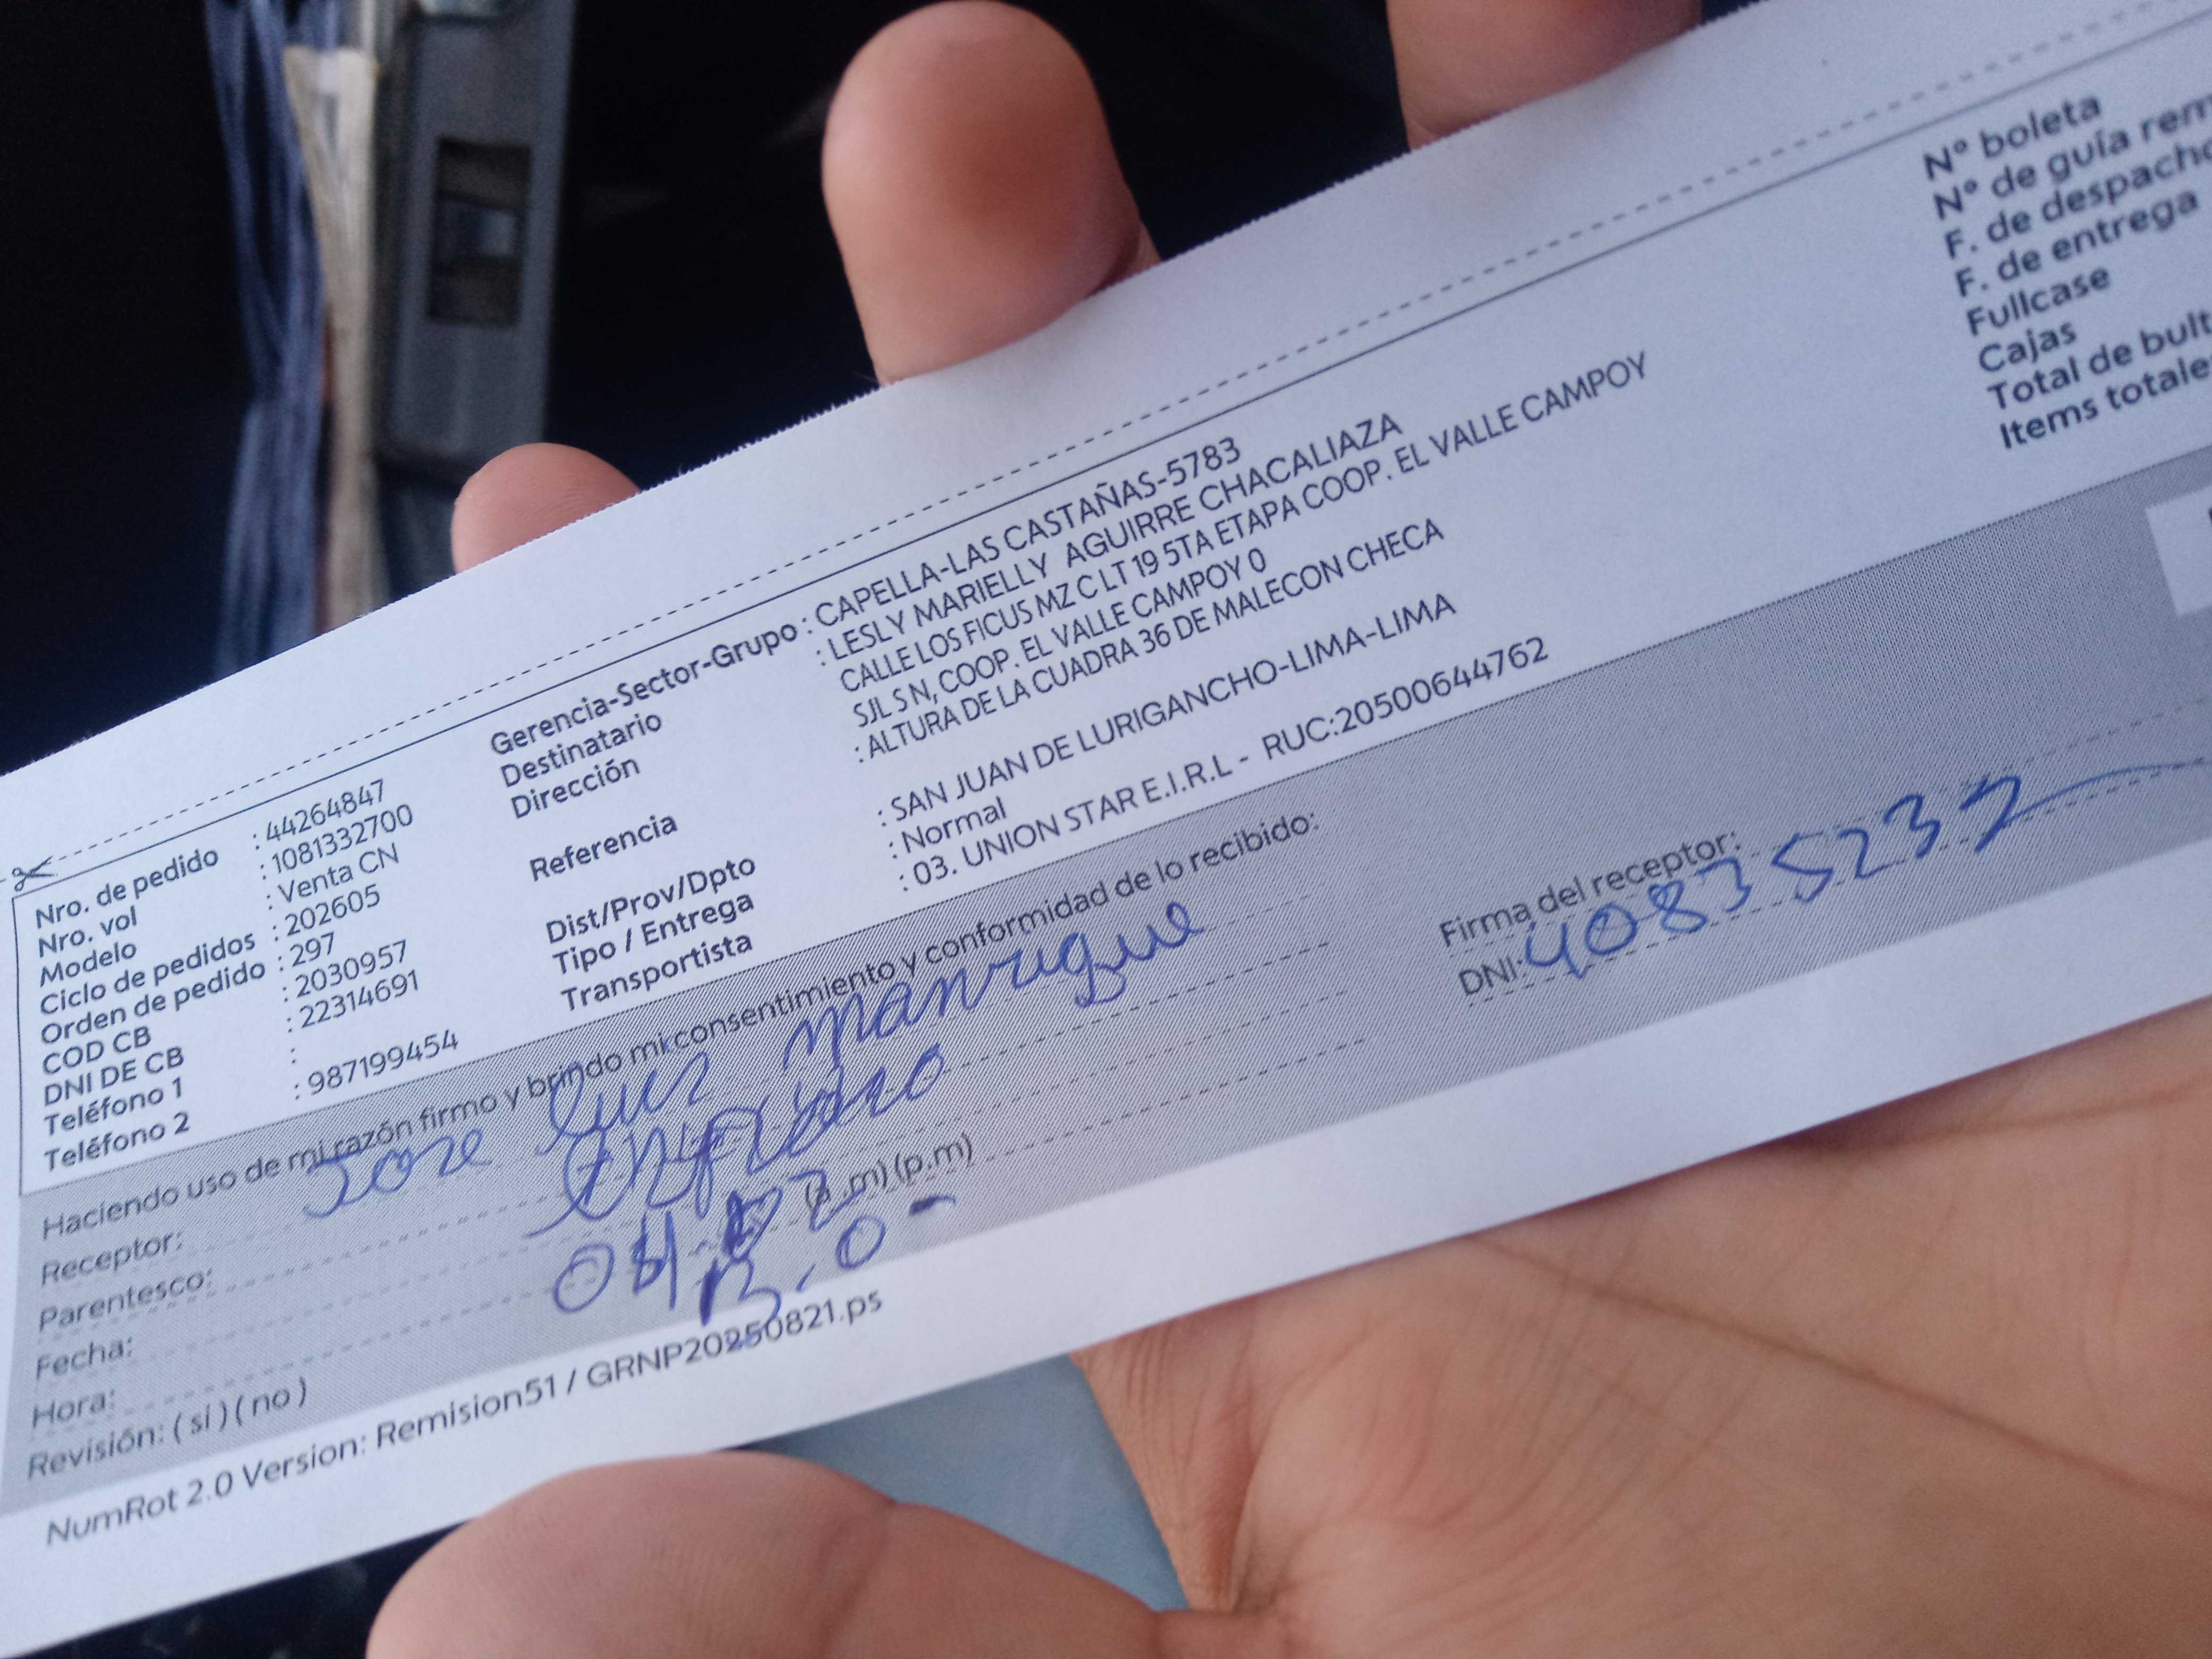 Nro. de pedido : 44264847
Nro. vol : 1081332700
Modelo : Venta CN
Ciclo de pedidos : 202605
Orden de pedido : 297
COD CB : 2030957
DNI DE CB : 22314691
Teléfono 1 :
Teléfono 2 : 987199454
Gerencia-Sector-Grupo : CAPELLA-LAS CASTAÑAS-5783
Destinatario : LESLY MARIELLY AGUIRRE CHACALIAZA
Dirección CALLE LOS FICUS MZ C LT 19 5TA ETAPA COOP. EL VALLE CAMPOY
SJL S N, COOP. EL VALLE CAMPOY 0
Referencia : ALTURA DE LA CUADRA 36 DE MALECON CHECA
Dist/Prov/Dpto : SAN JUAN DE LURIGANCHO-LIMA-LIMA
Tipo / Entrega : Normal
Transportista : 03. UNION STAR E.I.R.L - RUC:20500644762
N° boleta
N° de guía rem
F. de despacho
F. de entrega
Fullcase
Cajas
Total de bult
Items totale
Haciendo uso de mi razón firmo y brindo mi consentimiento y conformidad de lo recibido:
Receptor: Jose Luis Manrique
Parentesco:
Fecha: 04
Hora: (a.m) (p.m)
Revisión: ( sí ) ( no )
Firma del receptor:
DNI: 40835232
NumRot 2.0 Version: Remision51 / GRNP20250821.ps